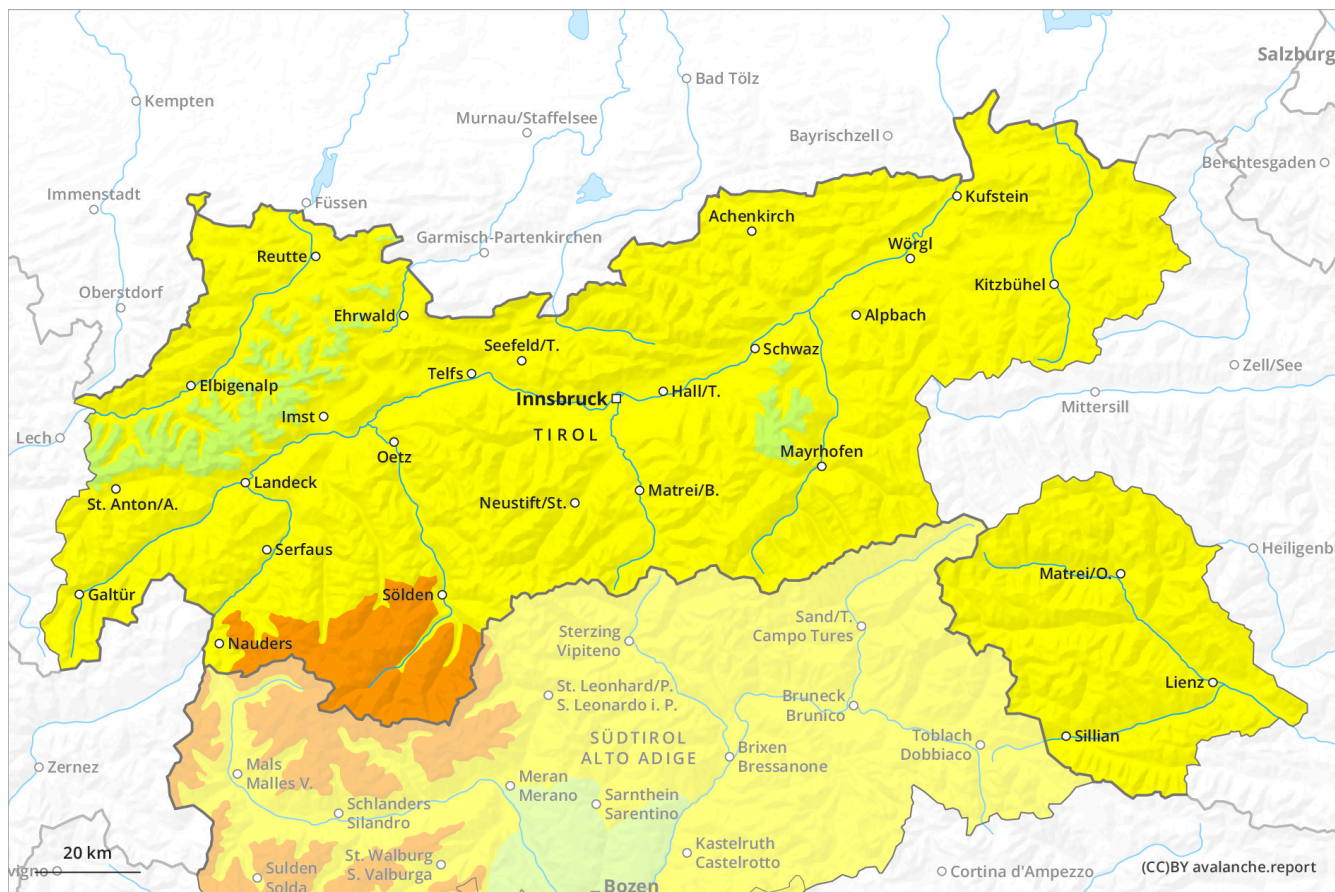 Salzburg
Bad Tölz
Kempten
Murnau/Staffelsee
Bayrischzell
Berchtesgaden
Immenstadt
Füssen
Kufstein
Achenkirch
Garmisch-Partenkirchen
Wörgl
Reutte
Kitzbühel
Oberstdorf
Ehrwald
Alpbach
Seefeld/T.
Schwaz
Zell/See
Telfs
Elbigenalp
Hall/T.
Innsbruck
Mittersill
Imst
TIROL
Lech
Mayrhofen
Oetz
Landeck
Matrei/B.
St. Anton/A.
Neustift/St.
Serfaus
Heiligenb
Matrei/O.
Galtür
Sölden
Sand/T.
Campo Tures
Sterzing
Vipiteno
Nauders
Lienz
St. Leonhard/P.
S. Leonardo i. P.
Bruneck
Brunico
SÜDTIROL
ALTO ADIGE
Toblach
Dobbiaco
Sillian
Brixen
Bressanone
Zernez
Mals
Malles V.
Meran
Merano
Sarnthein
Sarentino
Schlanders
Silandro
20 km
Kastelruth
Castelrotto
St. Walburg
S. Valburga
vigno
Sulden
Solda
Cortina d'Ampezzo
(CC)BY avalanche.report
Bozen